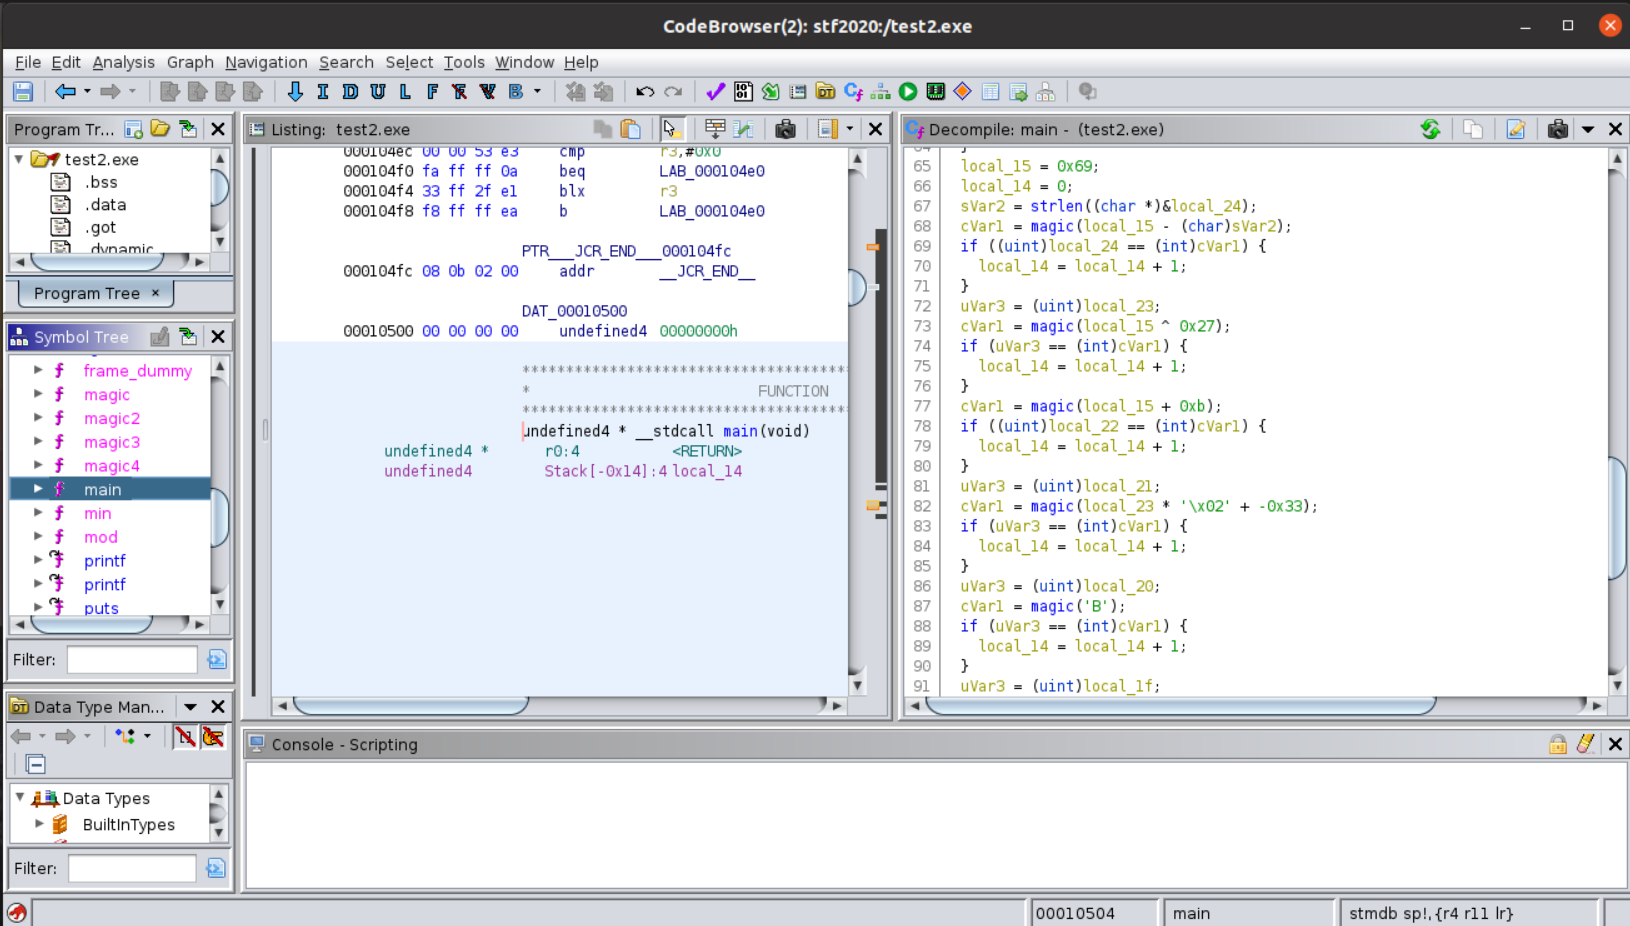 CodeBrowser(2): stf2020:/test2.exe
File Edit Analysis Graph Navigation Search Select Tools Window Help
I D U L F B
Program Tr...
test2.exe
.bss
.data
.got
.dynamic
Program Tree ×
Symbol Tree
frame_dummy
magic
magic2
magic3
magic4
main
min
mod
printf
printf
puts
Filter:
Data Type Man...
Data Types
BuiltInTypes
Filter:
Listing: test2.exe
000104ec 00 00 53 e3 cmp r3,#0x0
000104f0 fa ff ff 0a beq LAB_000104e0
000104f4 33 ff 2f e1 blx r3
000104f8 f8 ff ff ea b LAB_000104e0
PTR___JCR_END___000104fc
000104fc 08 0b 02 00 addr __JCR_END__
DAT_00010500
00010500 00 00 00 00 undefined4 00000000h
*************************************
* FUNCTION
*************************************
undefined4 * __stdcall main(void)
undefined4 * r0:4 <RETURN>
undefined4 Stack[-0x14]:4 local_14
Decompile: main - (test2.exe)
64 }
65 local_15 = 0x69;
66 local_14 = 0;
67 sVar2 = strlen((char *)&local_24);
68 cVar1 = magic(local_15 - (char)sVar2);
69 if ((uint)local_24 == (int)cVar1) {
70 local_14 = local_14 + 1;
71 }
72 uVar3 = (uint)local_23;
73 cVar1 = magic(local_15 ^ 0x27);
74 if (uVar3 == (int)cVar1) {
75 local_14 = local_14 + 1;
76 }
77 cVar1 = magic(local_15 + 0xb);
78 if ((uint)local_22 == (int)cVar1) {
79 local_14 = local_14 + 1;
80 }
81 uVar3 = (uint)local_21;
82 cVar1 = magic(local_23 * '\x02' + -0x33);
83 if (uVar3 == (int)cVar1) {
84 local_14 = local_14 + 1;
85 }
86 uVar3 = (uint)local_20;
87 cVar1 = magic('B');
88 if (uVar3 == (int)cVar1) {
89 local_14 = local_14 + 1;
90 }
91 uVar3 = (uint)local_1f;
Console - Scripting
00010504 main stmdb sp!,{r4 r11 lr}